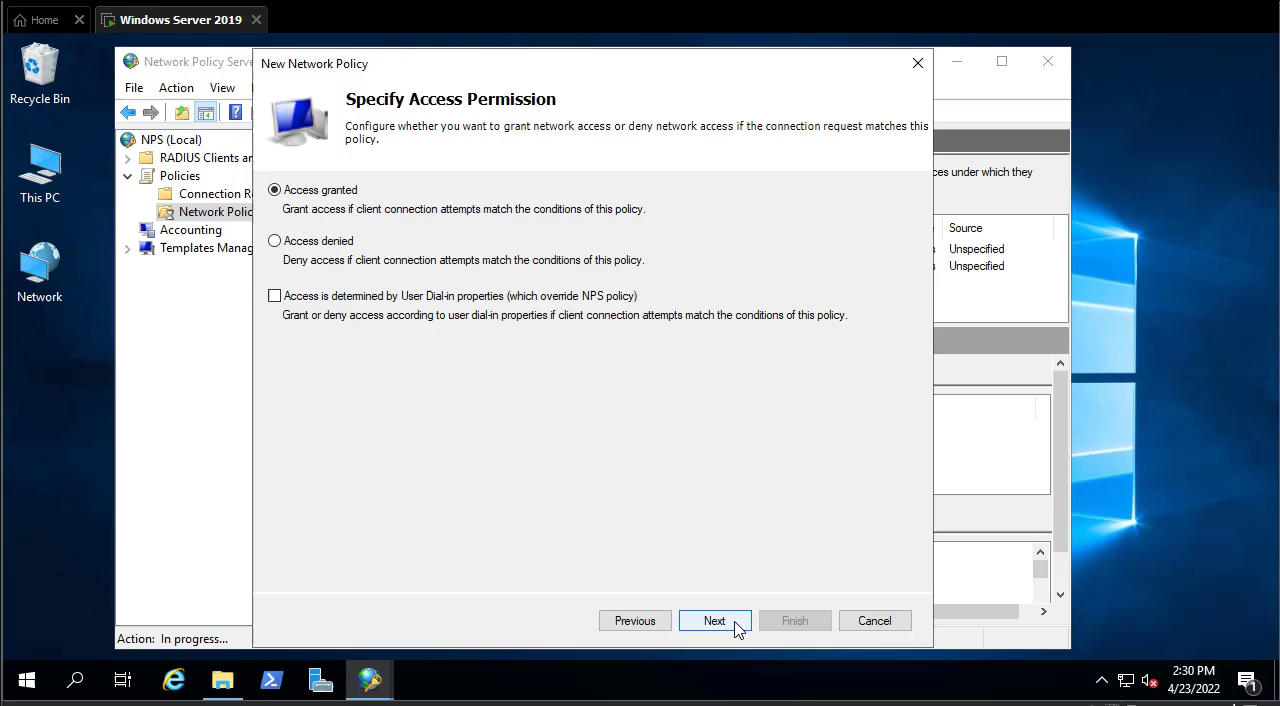 Home
Windows Server 2019
Recycle Bin
This PC
Network
Network Policy Serve
File Action View
NPS (Local)
RADIUS Clients a
Policies
Connection R
Network Polic
Accounting
Templates Manag
Action: In progress...
New Network Policy
Specify Access Permission
Configure whether you want to grant network access or deny network access if the connection request matches this
policy.
Access granted
Grant access if client connection attempts match the conditions of this policy.
Access denied
Deny access if client connection attempts match the conditions of this policy.
Access is determined by User Dial-in properties (which override NPS policy)
Grant or deny access according to user dial-in properties if client connection attempts match the conditions of this policy.
Previous Next Finish Cancel
ces under which they
Source
Unspecified
Unspecified
2:30 PM
4/23/2022
1